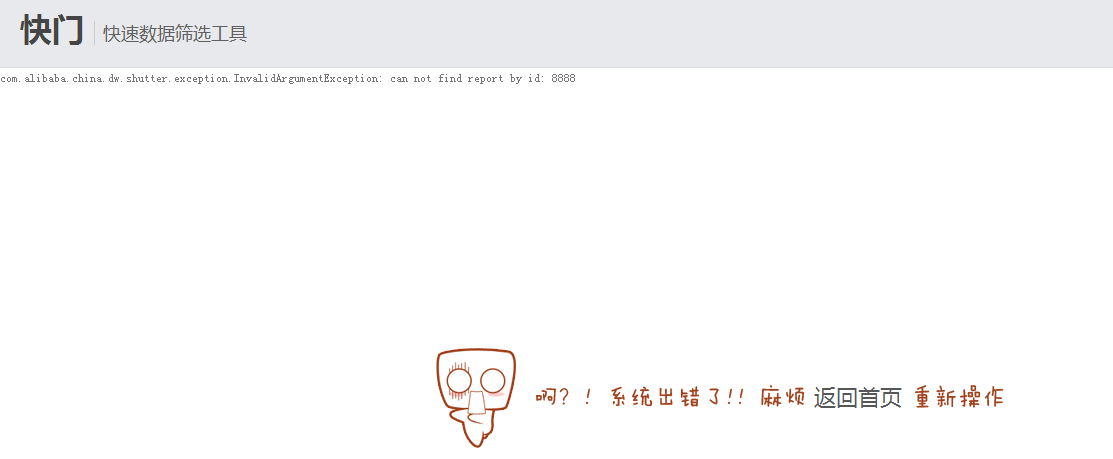 快门 快速数据筛选工具
com.alibaba.china.dw.shutter.exception.InvalidArgumentException: can not find report by id: 8888
啊?！系统出错了!! 麻烦 返回首页 重新操作